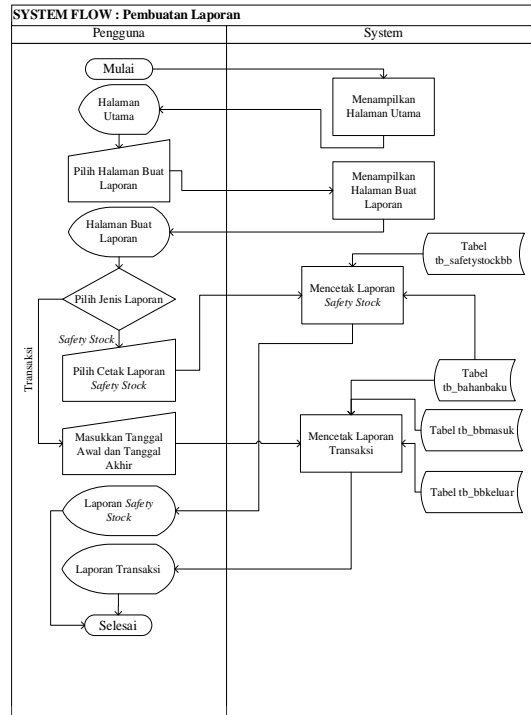 SYSTEM FLOW : Pembuatan Laporan
Pengguna
System
Mulai
Halaman
Utama
Menampilkan
Halaman Utama
Pilih Halaman Buat
Laporan
Menampilkan
Halaman Buat
Laporan
Halaman Buat
Laporan
Tabel
tb_safetystockbb
Pilih Jenis Laporan
Mencetak Laporan
Safety Stock
Safety Stock
Transaksi
Pilih Cetak Laporan
Safety Stock
Tabel
tb_bahanbaku
Masukkan Tanggal
Awal dan Tanggal
Akhir
Mencetak Laporan
Transaksi
Tabel tb_bbmasuk
Tabel tb_bbkeluar
Laporan Safety
Stock
Laporan Transaksi
Selesai